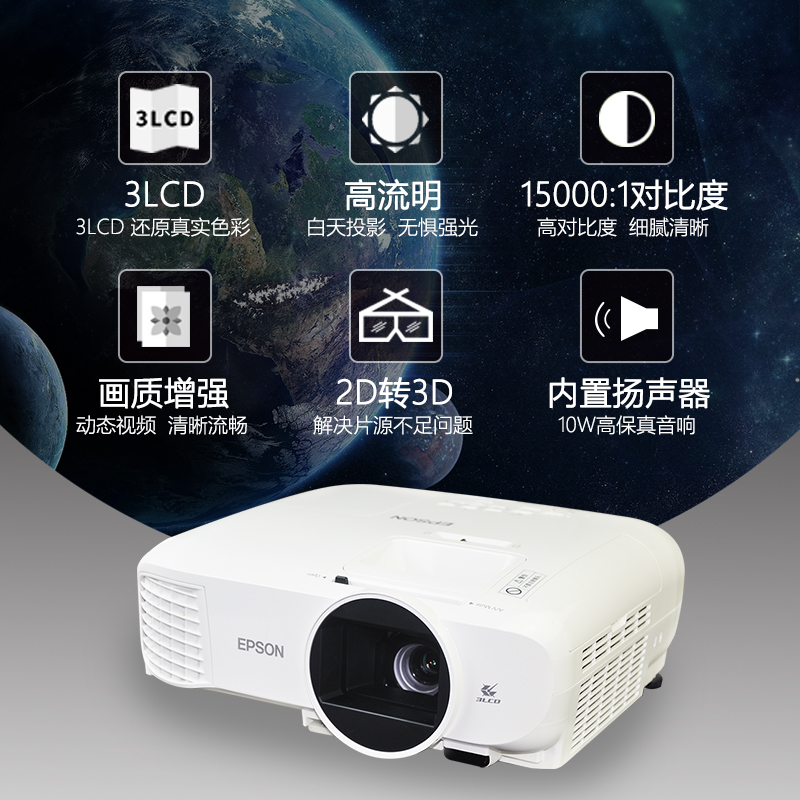 3LCD
3LCD
3LCD 还原真实色彩
高流明
白天投影 无惧强光
15000:1对比度
高对比度 细腻清晰
画质增强
动态视频 清晰流畅
2D转3D
解决片源不足问题
内置扬声器
10W高保真音响
EPSON
EPSON
3LCD